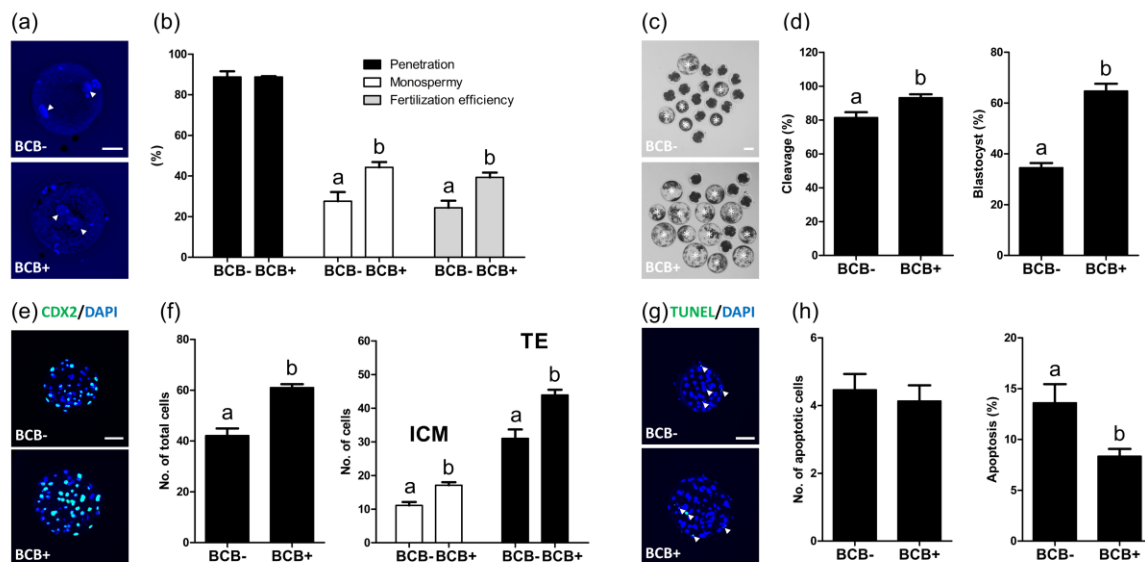 (a)
BCB-
BCB+
(b)
100
80
60
40
20
0
(%)
Penetration
Monospermy
Fertilization efficiency
a
b
a
b
BCB- BCB+
BCB- BCB+
BCB- BCB+
(c)
BCB-
BCB+
(d)
120
100
80
60
40
20
0
Cleavage (%)
a
b
BCB-
BCB+
80
60
40
20
0
Blastocyst (%)
a
b
BCB-
BCB+
(e) CDX2/DAPI
BCB-
BCB+
(f)
80
60
40
20
0
No. of total cells
a
b
BCB-
BCB+
60
50
40
30
20
10
0
No. of cells
ICM
TE
a
b
a
b
BCB- BCB+
BCB- BCB+
(g) TUNEL/DAPI
BCB-
BCB+
(h)
6
4
2
0
No. of apoptotic cells
BCB-
BCB+
20
15
10
5
0
Apoptosis (%)
a
b
BCB-
BCB+